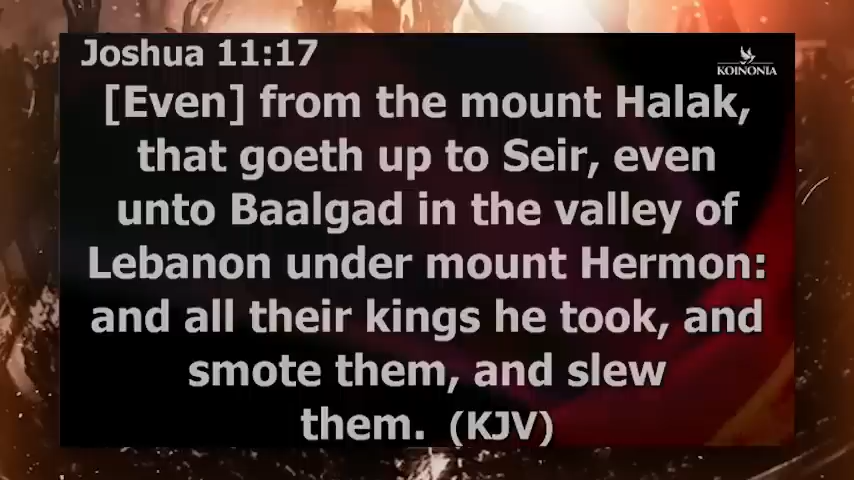 Joshua 11:17
KOINONIA
[Even] from the mount Halak,
that goeth up to Seir, even
unto Baalgad in the valley of
Lebanon under mount Hermon:
and all their kings he took, and
smote them, and slew
them. (KJV)